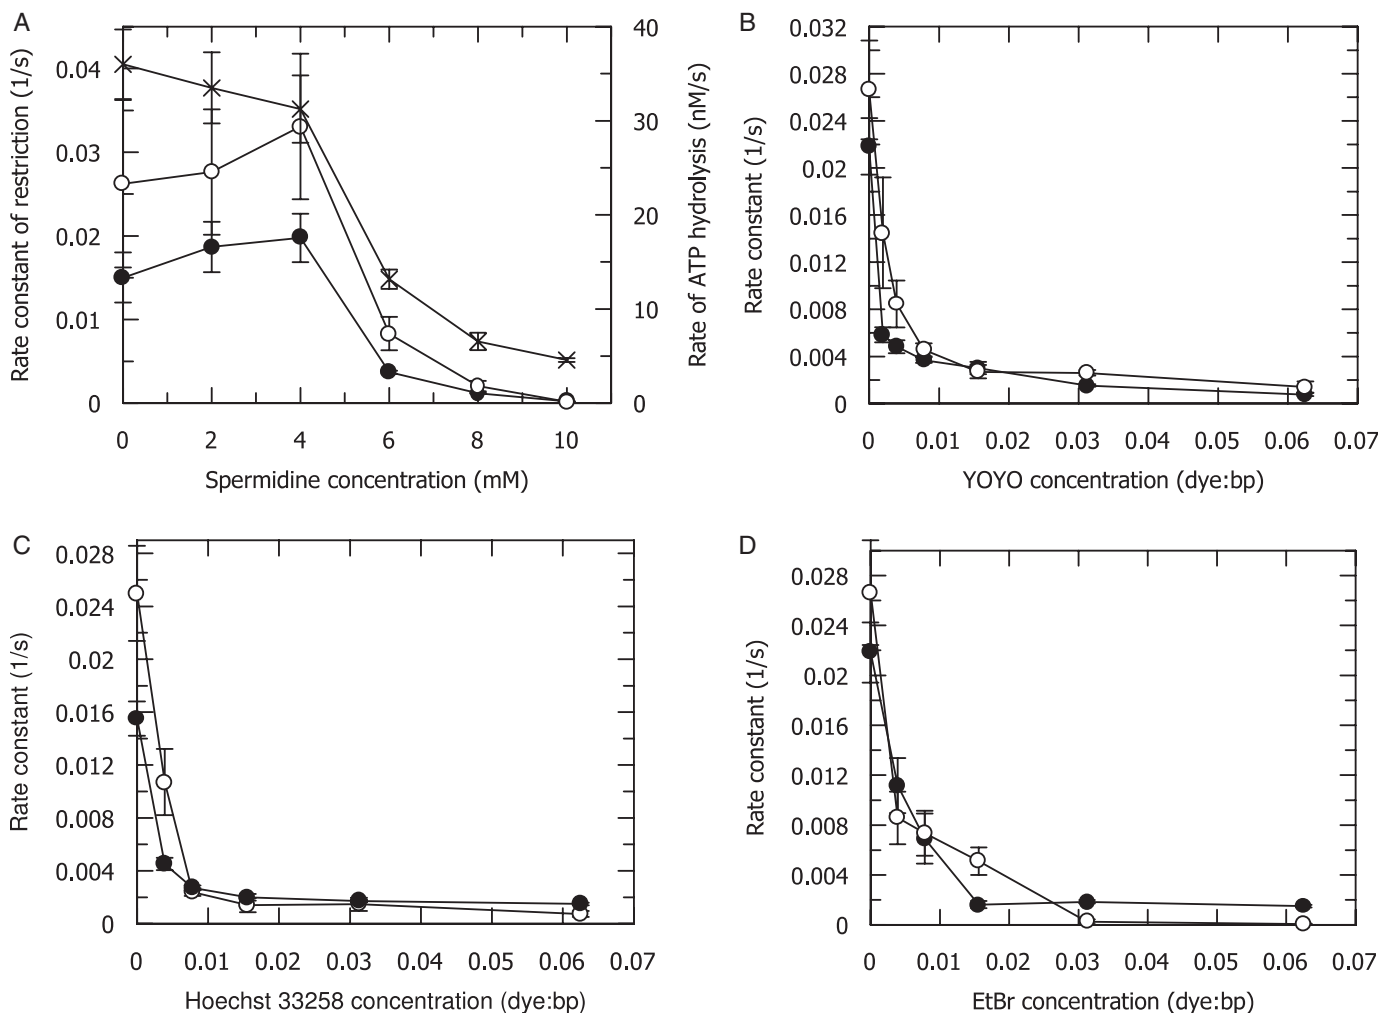 A
Rate constant of restriction (1/s)
0.04
0.03
0.02
0.01
0
40
30
20
10
0
Rate of ATP hydrolysis (nM/s)
0 2 4 6 8 10
Spermidine concentration (mM)
B
Rate constant (1/s)
0.032
0.028
0.024
0.02
0.016
0.012
0.008
0.004
0
0 0.01 0.02 0.03 0.04 0.05 0.06 0.07
YOYO concentration (dye:bp)
C
Rate constant (1/s)
0.028
0.024
0.02
0.016
0.012
0.008
0.004
0
0 0.01 0.02 0.03 0.04 0.05 0.06 0.07
Hoechst 33258 concentration (dye:bp)
D
Rate constant (1/s)
0.028
0.024
0.02
0.016
0.012
0.008
0.004
0
0 0.01 0.02 0.03 0.04 0.05 0.06 0.07
EtBr concentration (dye:bp)